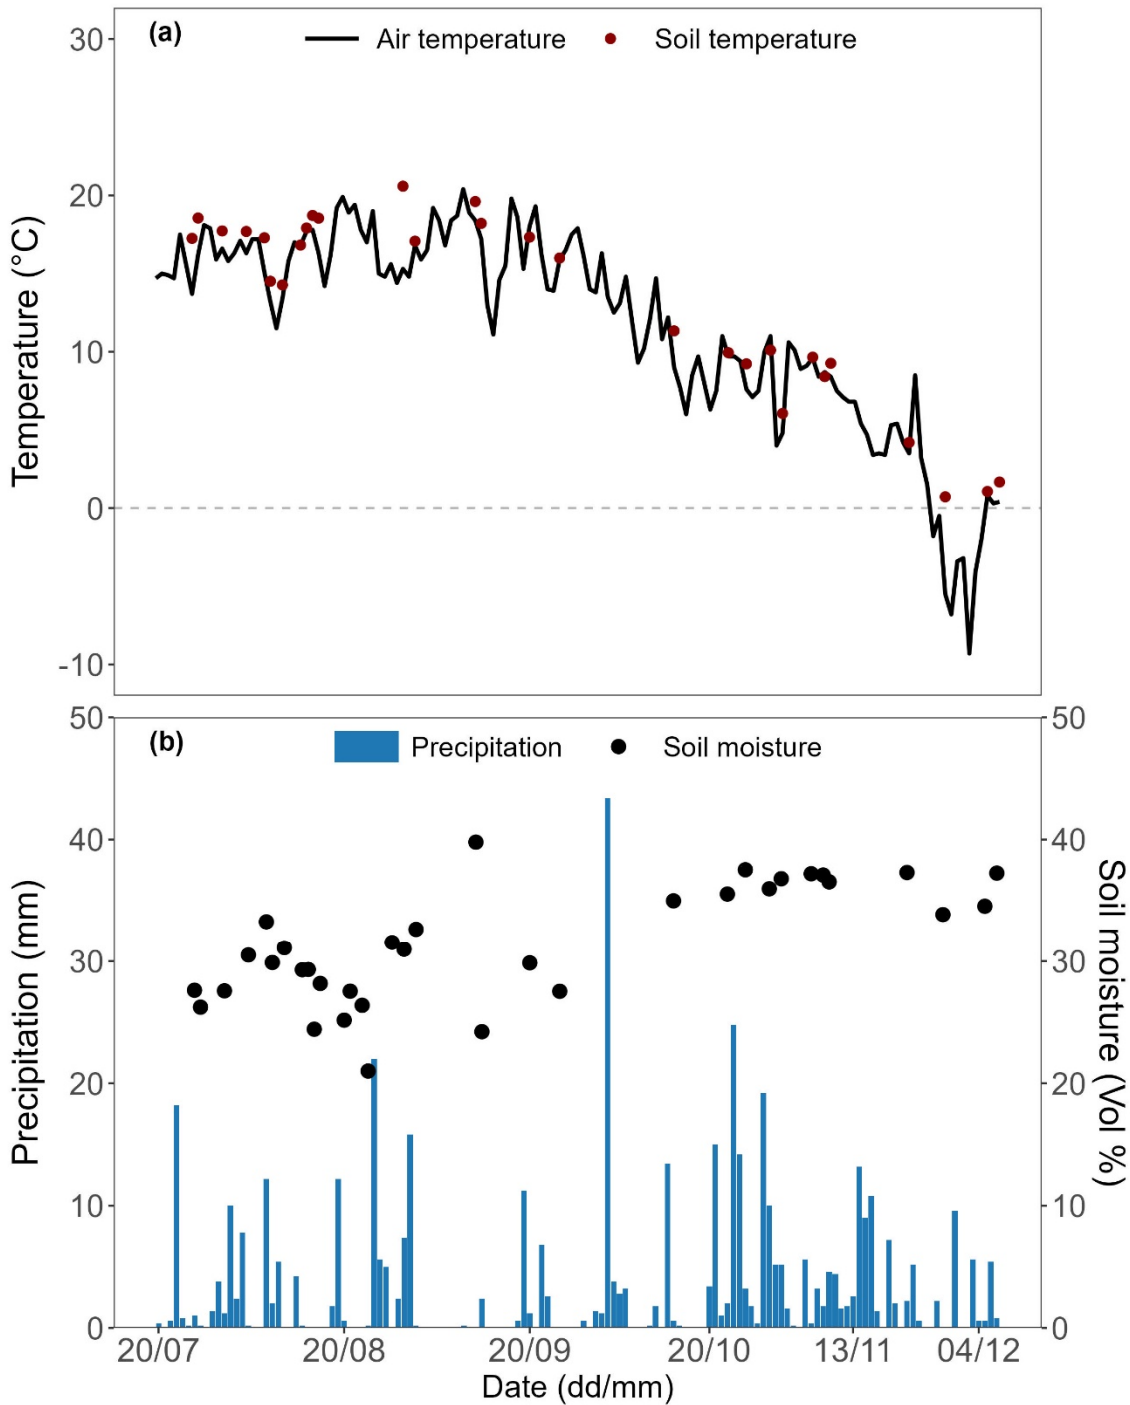 (a) Air temperature Soil temperature
30
20
10
0
-10
Temperature (°C)
(b) Precipitation Soil moisture
50 50
40 40
30 30
20 20
10 10
0 0
Precipitation (mm)
Soil moisture (Vol %)
20/07 20/08 20/09 20/10 13/11 04/12
Date (dd/mm)